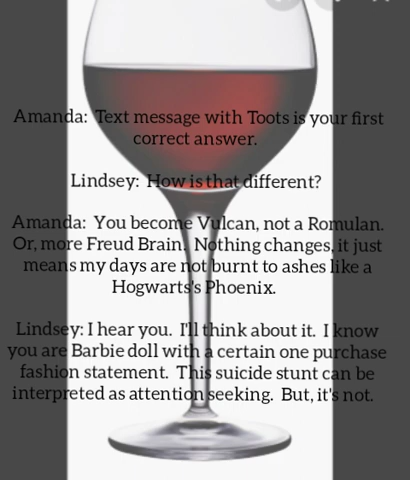 Amanda:  Text message with Toots is your first
correct answer.
Lindsey:  How is that different?
Amanda:  You become Vulcan, not a Romulan.
Or, more Freud Brain.  Nothing changes, it just
means my days are not burnt to ashes like a
Hogwarts's Phoenix.
Lindsey: I hear you.  I'll think about it.  I know
you are Barbie doll with a certain one purchase
fashion statement.  This suicide stunt can be
interpreted as attention seeking.  But, it's not.